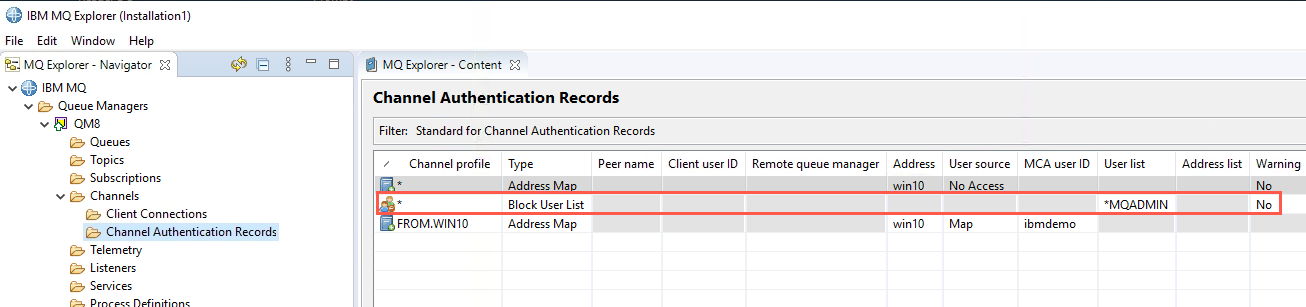 IBM MQ Explorer (Installation1)
File Edit Window Help
MQ Explorer - Navigator
IBM MQ
Queue Managers
QM8
Queues
Topics
Subscriptions
Channels
Client Connections
Channel Authentication Records
Telemetry
Listeners
Services
Process Definitions
MQ Explorer - Content
Channel Authentication Records
Filter: Standard for Channel Authentication Records
Channel profile Type Peer name Client user ID Remote queue manager Address User source MCA user ID User list Address list Warning
* Address Map win10 No Access No
* Block User List *MQADMIN No
FROM.WIN10 Address Map win10 Map ibmdemo